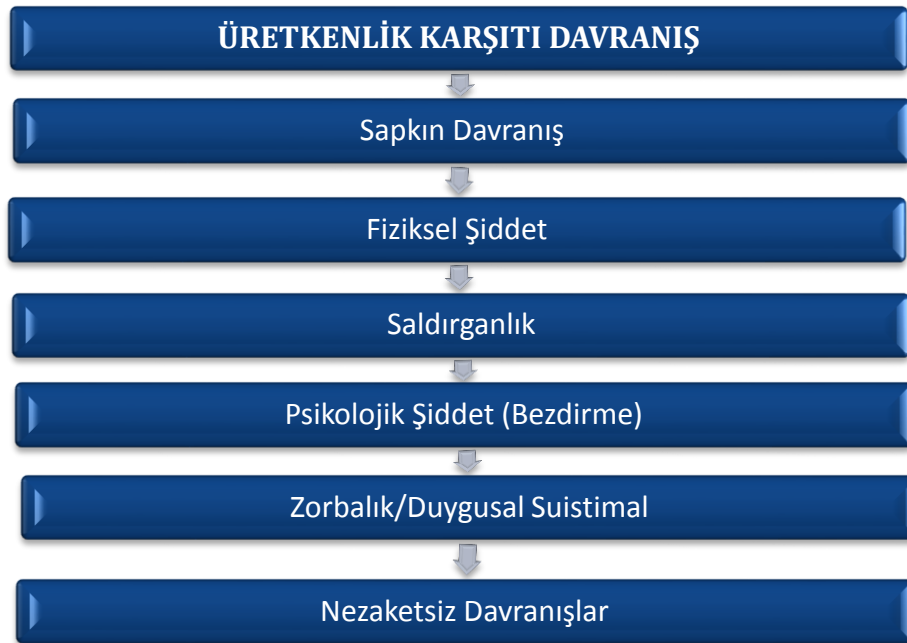 ÜRETKENLİK KARŞITI DAVRANIŞ
Sapkın Davranış
Fiziksel Şiddet
Saldırganlık
Psikolojik Şiddet (Bezdirme)
Zorbalık/Duygusal Suistimal
Nezaketsiz Davranışlar